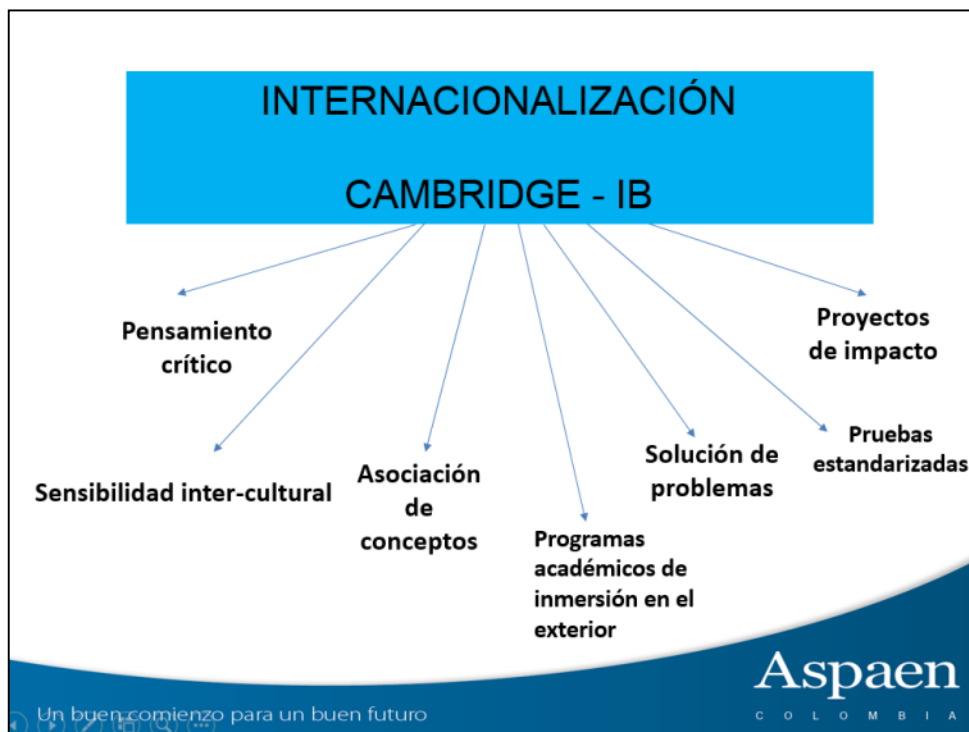 INTERNACIONALIZACIÓN
CAMBRIDGE - IB
Pensamiento
crítico
Proyectos
de impacto
Sensibilidad inter-cultural
Asociación
de
conceptos
Solución de
problemas
Pruebas
estandarizadas
Programas
académicos de
inmersión en el
exterior
Aspaen
COLOMBIA
Un buen comienzo para un buen futuro